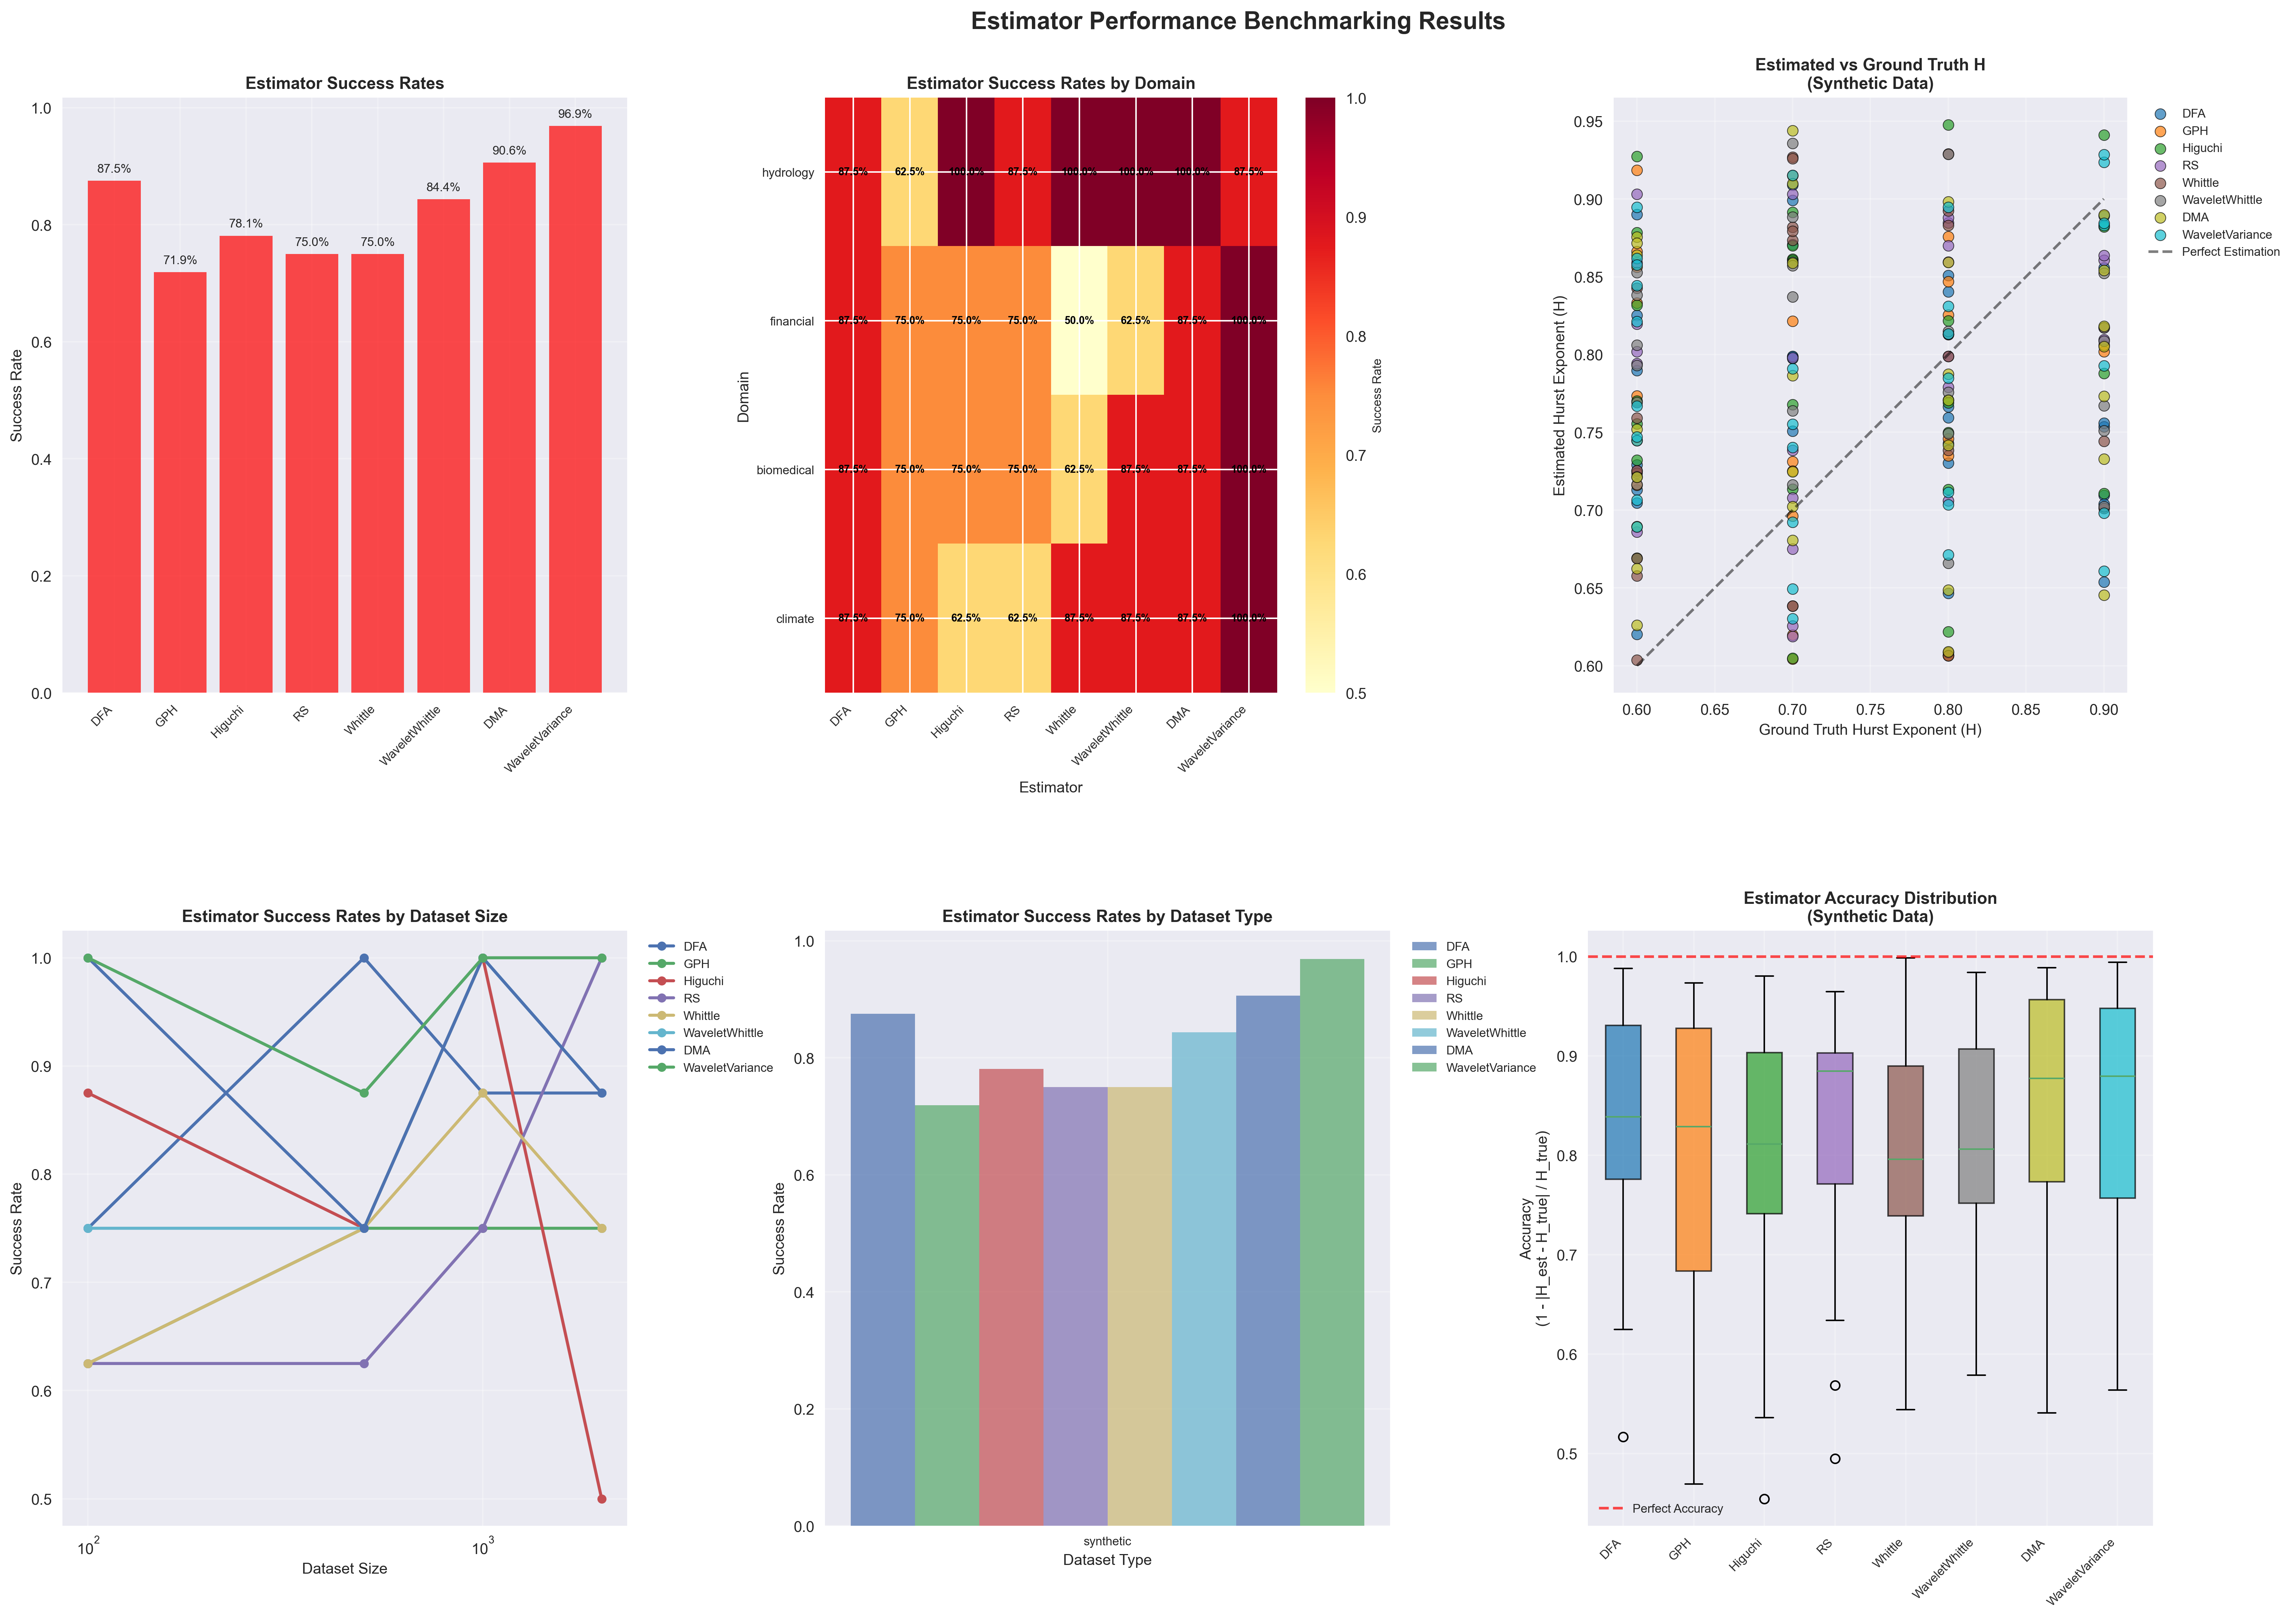 Estimator Performance Benchmarking Results
Estimator Success Rates
Success Rate
1.0
0.8
0.6
0.4
0.2
0.0
87.5%
71.9%
78.1%
75.0%
75.0%
84.4%
90.6%
96.9%
DFA
GPH
Higuchi
RS
Whittle
WaveletWhittle
DMA
WaveletVariance
Estimator Success Rates by Domain
Domain
hydrology
87.5% 62.5% 100.0% 87.5% 100.0% 100.0% 100.0% 87.5%
financial
87.5% 75.0% 75.0% 75.0% 50.0% 62.5% 87.5% 100.0%
biomedical
87.5% 75.0% 75.0% 75.0% 62.5% 87.5% 87.5% 100.0%
climate
87.5% 75.0% 62.5% 62.5% 87.5% 87.5% 87.5% 100.0%
DFA
GPH
Higuchi
RS
Whittle
WaveletWhittle
DMA
WaveletVariance
Estimator
1.0
0.9
0.8
0.7
0.6
0.5
Success Rate
Estimated vs Ground Truth H
(Synthetic Data)
Estimated Hurst Exponent (H)
0.95
0.90
0.85
0.80
0.75
0.70
0.65
0.60
0.60 0.65 0.70 0.75 0.80 0.85 0.90
Ground Truth Hurst Exponent (H)
DFA
GPH
Higuchi
RS
Whittle
WaveletWhittle
DMA
WaveletVariance
Perfect Estimation
Estimator Success Rates by Dataset Size
Success Rate
1.0
0.9
0.8
0.7
0.6
0.5
10² 10³
Dataset Size
DFA
GPH
Higuchi
RS
Whittle
WaveletWhittle
DMA
WaveletVariance
Estimator Success Rates by Dataset Type
Success Rate
1.0
0.8
0.6
0.4
0.2
0.0
synthetic
Dataset Type
DFA
GPH
Higuchi
RS
Whittle
WaveletWhittle
DMA
WaveletVariance
Estimator Accuracy Distribution
(Synthetic Data)
Accuracy
(1 - |H_est - H_true| / H_true)
1.0
0.9
0.8
0.7
0.6
0.5
Perfect Accuracy
DFA
GPH
Higuchi
RS
Whittle
WaveletWhittle
DMA
WaveletVariance